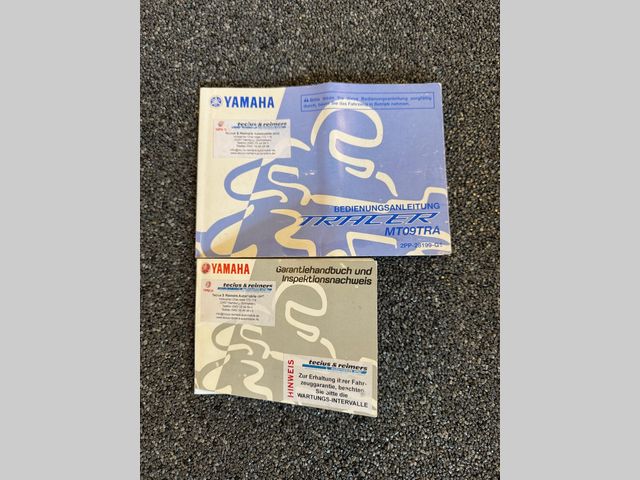 YAMAHA
Bitte lesen Sie diese Bedienungsanleitung sorgfältig
durch, bevor Sie das Fahrzeug in Betrieb nehmen.
tecius & reimers
BEDIENUNGSANLEITUNG
TRACER
MT09TRA
2PP-28199-G1
YAMAHA
Garantiehandbuch und
Inspektionsnachweis
tecius & reimers
HINWEIS
tecius & reimers
Zur Erhaltung ihrer Fahr-
zeuggarantie, beachten
Sie bitte die
WARTUNGS-INTERVALLE